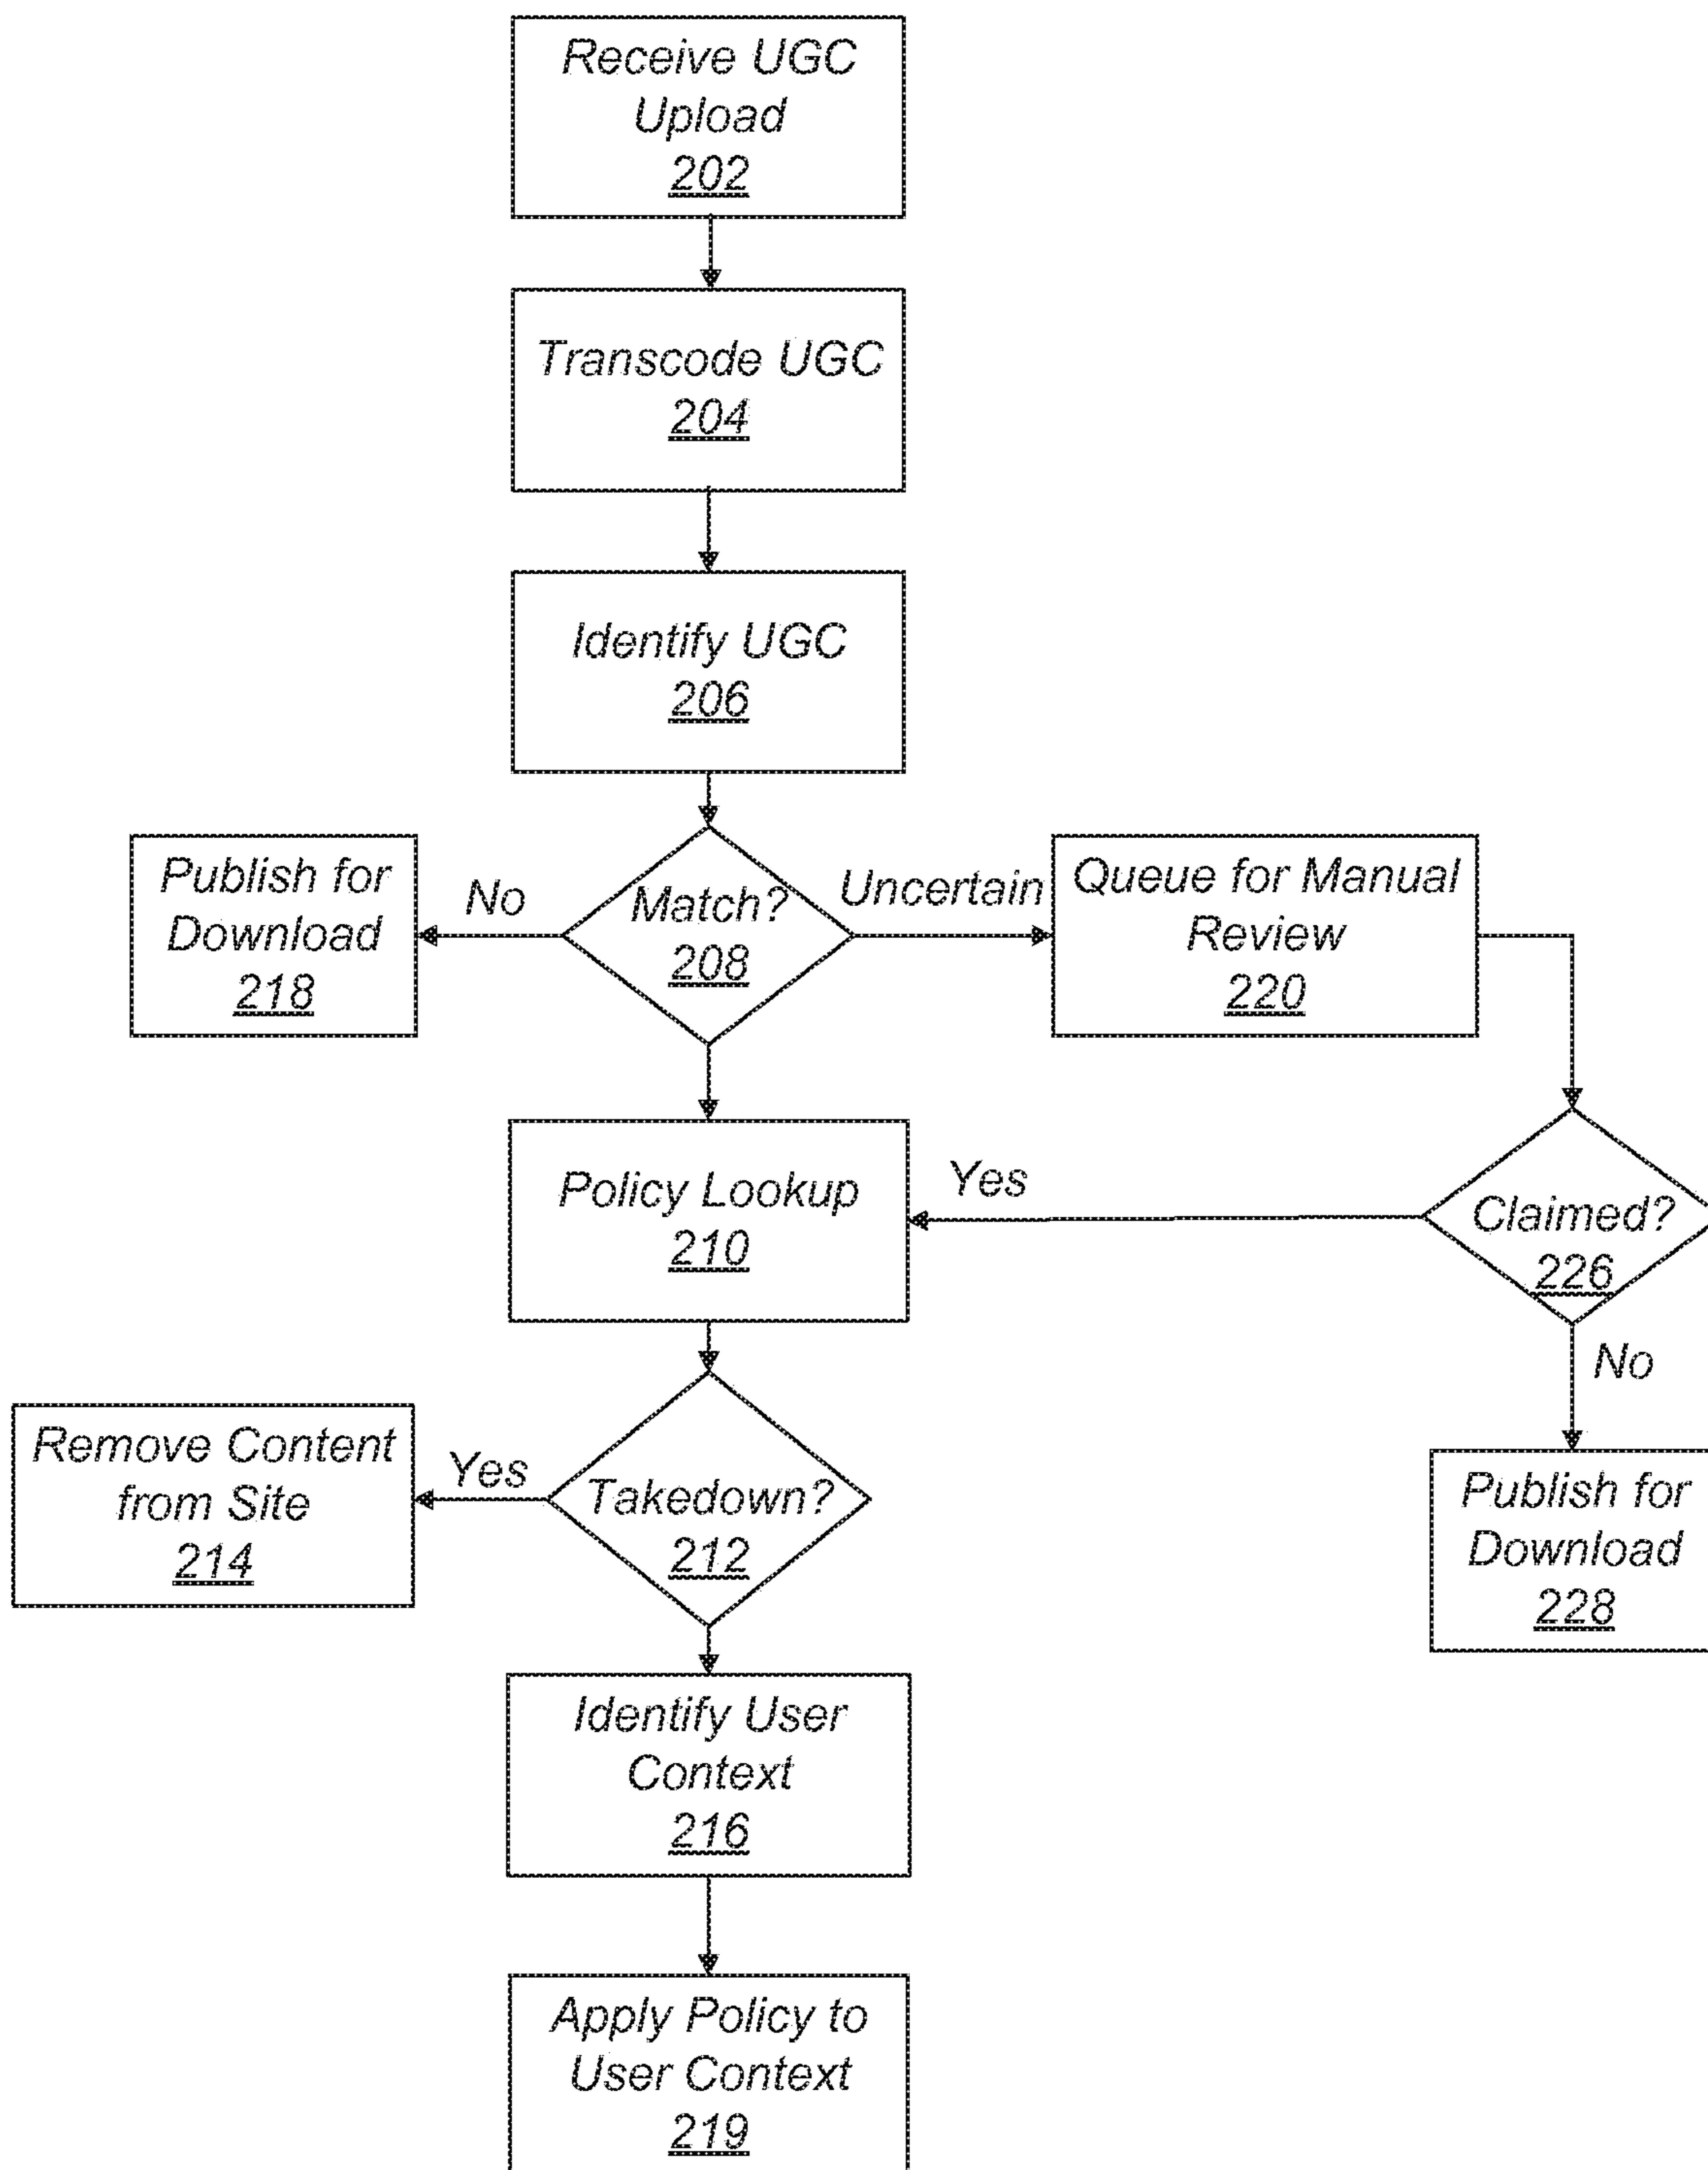 Receive UGC
Upload
202
Transcode UGC
204
Identify UGC
206
Publish for
Download
218
No
Match?
208
Uncertain
Queue for Manual
Review
220
Policy Lookup
210
Yes
Claimed?
226
No
Remove Content
from Site
214
Yes
Takedown?
212
Publish for
Download
228
Identify User
Context
216
Apply Policy to
User Context
219